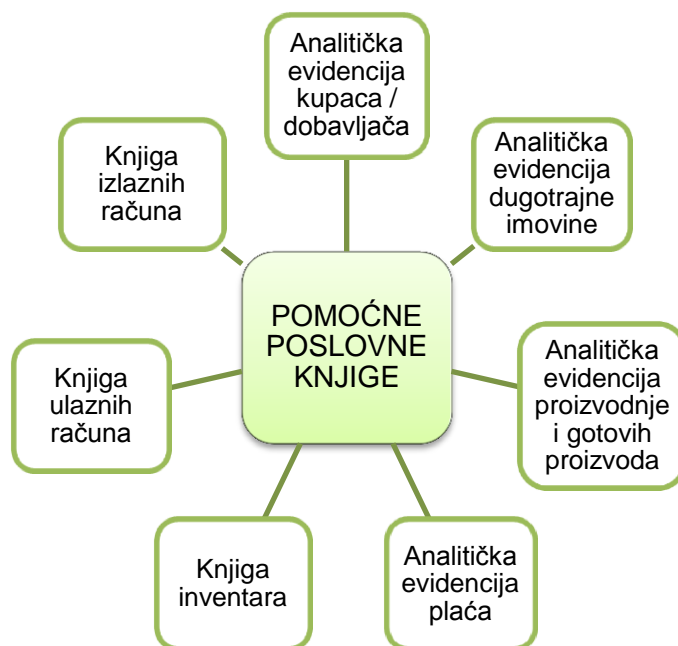 Analitička
evidencija
kupaca /
dobavljača
Analitička
evidencija
dugotrajne
imovine
Analitička
evidencija
proizvodnje
i gotovih
proizvoda
Analitička
evidencija
plaća
Knjiga
inventara
Knjiga
ulaznih
računa
Knjiga
izlaznih
računa
POMOĆNE
POSLOVNE
KNJIGE